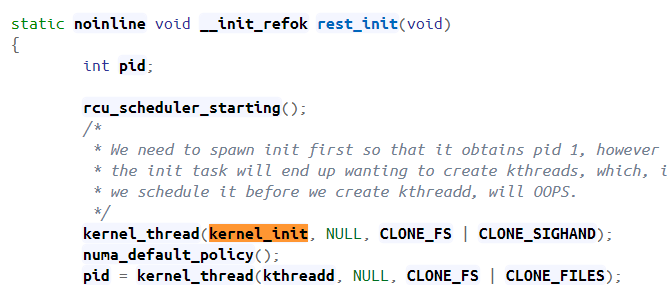 static noinline void __init_refok rest_init(void)
{
        int pid;

        rcu_scheduler_starting();
        /*
         * We need to spawn init first so that it obtains pid 1, however
         * the init task will end up wanting to create kthreads, which, i
         * we schedule it before we create kthreadd, will OOPS.
         */
        kernel_thread(kernel_init, NULL, CLONE_FS | CLONE_SIGHAND);
        numa_default_policy();
        pid = kernel_thread(kthreadd, NULL, CLONE_FS | CLONE_FILES);